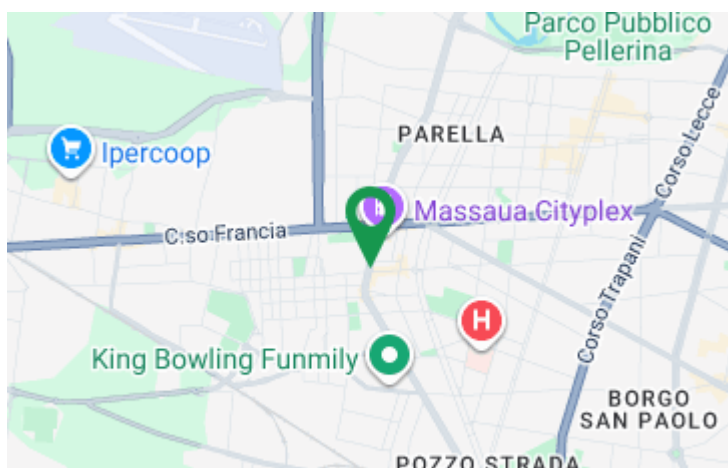 Parco Pubblico
Pellerina
PARELLA
Ipercoop
Corso Lecce
Massaua Cityplex
C.so Francia
H
Corso Trapani
King Bowling Funmily
BORGO
SAN PAOLO
POZZO STRADA